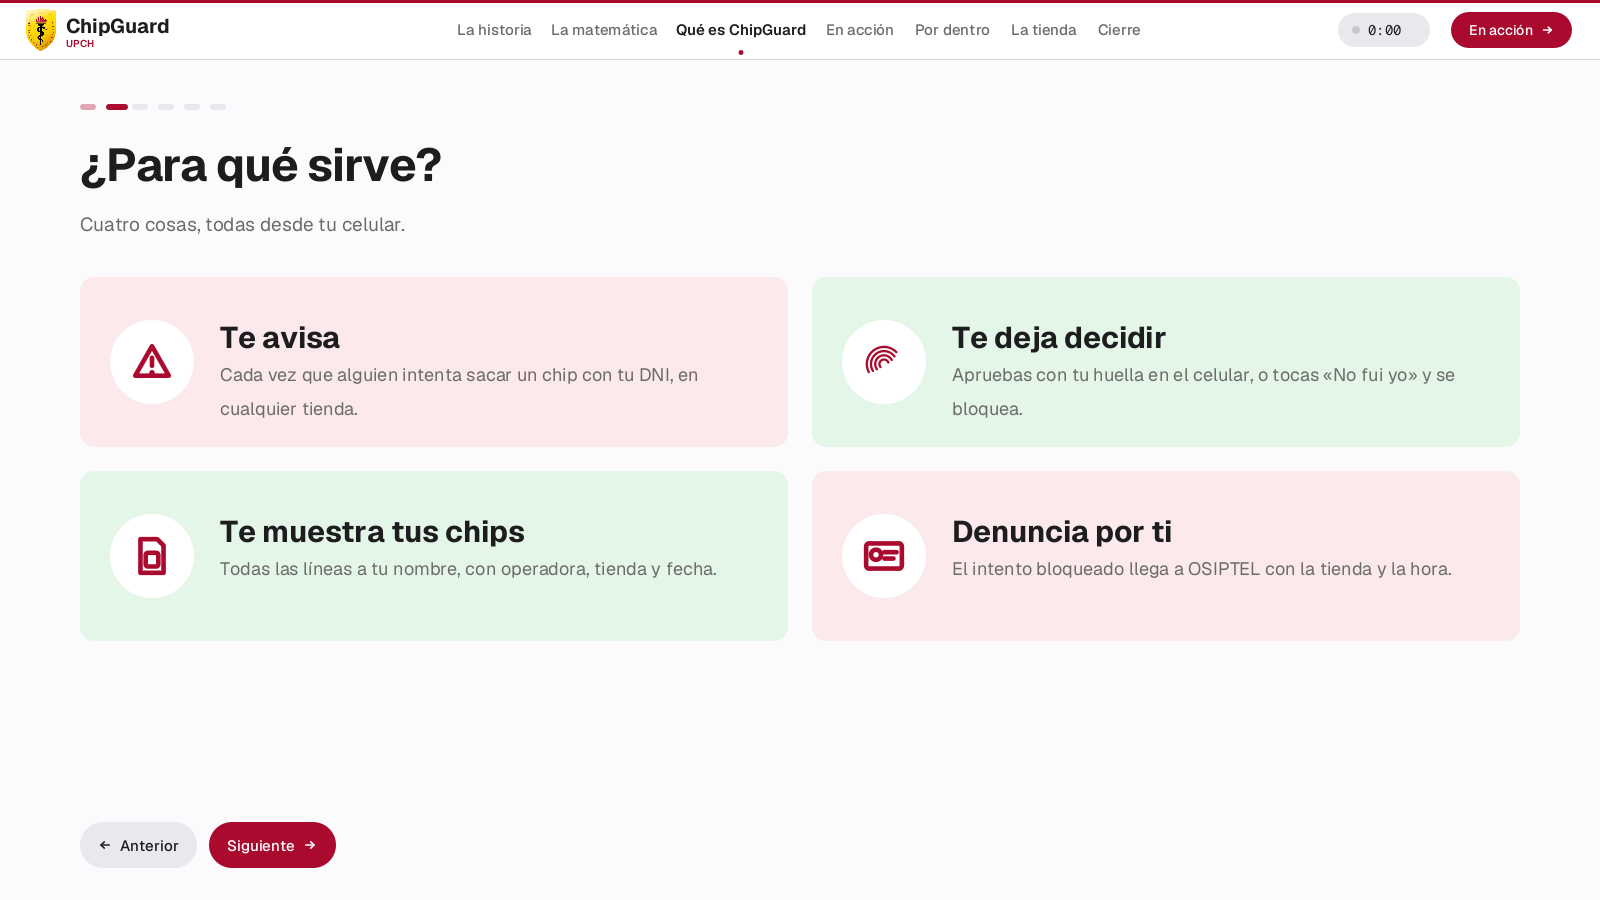 ChipGuard
UPCH
La historia
La matemática
Qué es ChipGuard
En acción
Por dentro
La tienda
Cierre
0:00
En acción →
¿Para qué sirve?
Cuatro cosas, todas desde tu celular.
Te avisa
Cada vez que alguien intenta sacar un chip con tu DNI, en
cualquier tienda.
Te deja decidir
Apruebas con tu huella en el celular, o tocas «No fui yo» y se
bloquea.
Te muestra tus chips
Todas las líneas a tu nombre, con operadora, tienda y fecha.
Denuncia por ti
El intento bloqueado llega a OSIPTEL con la tienda y la hora.
← Anterior
Siguiente →